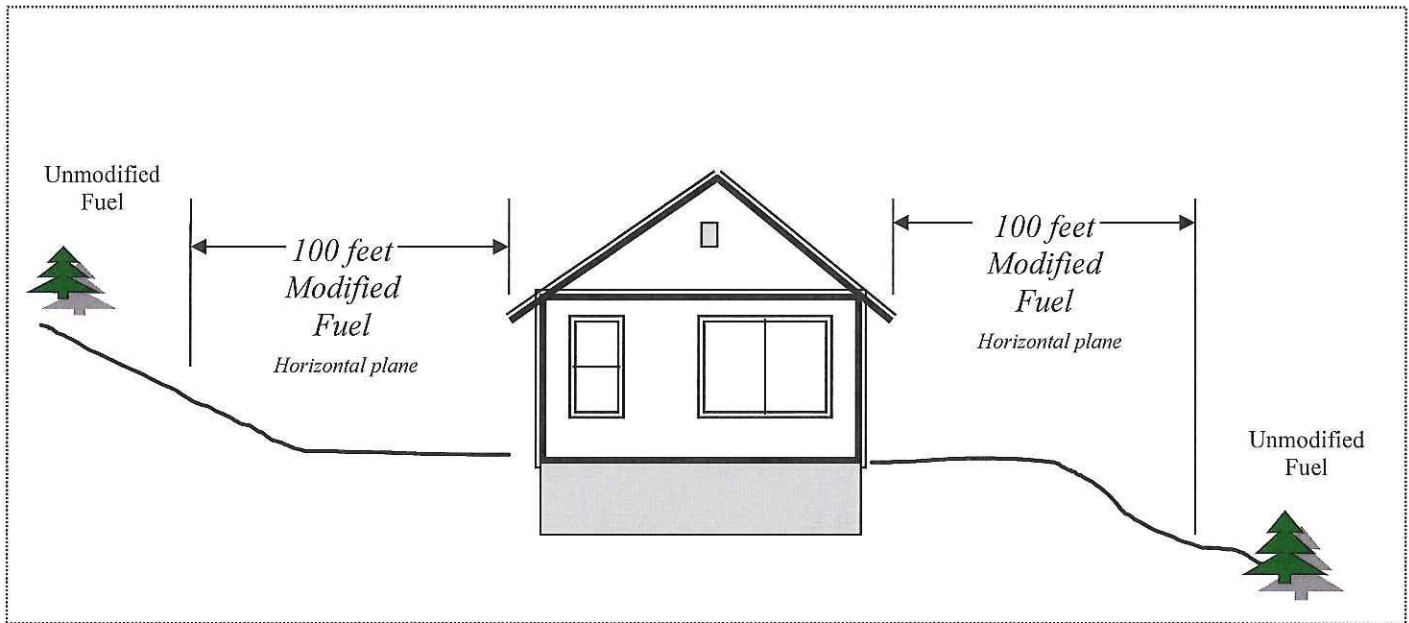 Unmodified
Fuel
100 feet
Modified
Fuel
Horizontal plane
100 feet
Modified
Fuel
Horizontal plane
Unmodified
Fuel